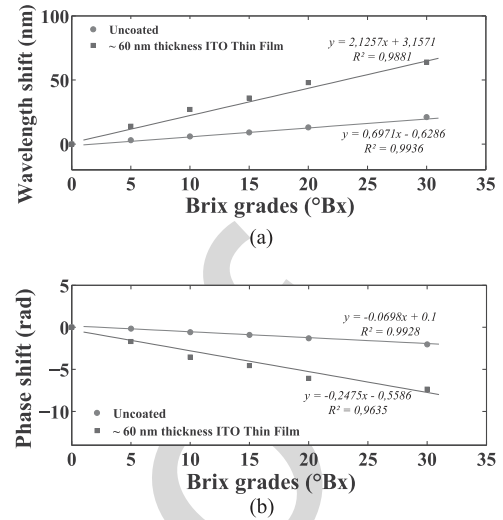 100
50
0
Wavelength shift (nm)
Uncoated
~ 60 nm thickness ITO Thin Film
y = 2,1257x + 3,1571
R² = 0,9881
y = 0,6971x - 0,6286
R² = 0,9936
0 5 10 15 20 25 30 35
Brix grades (°Bx)
(a)
5
0
−5
−10
Phase shift (rad)
y = -0.0698x + 0.1
R² = 0.9928
y = -0,2475x - 0,5586
R² = 0,9635
Uncoated
~ 60 nm thickness ITO Thin Film
0 5 10 15 20 25 30 35
Brix grades (°Bx)
(b)